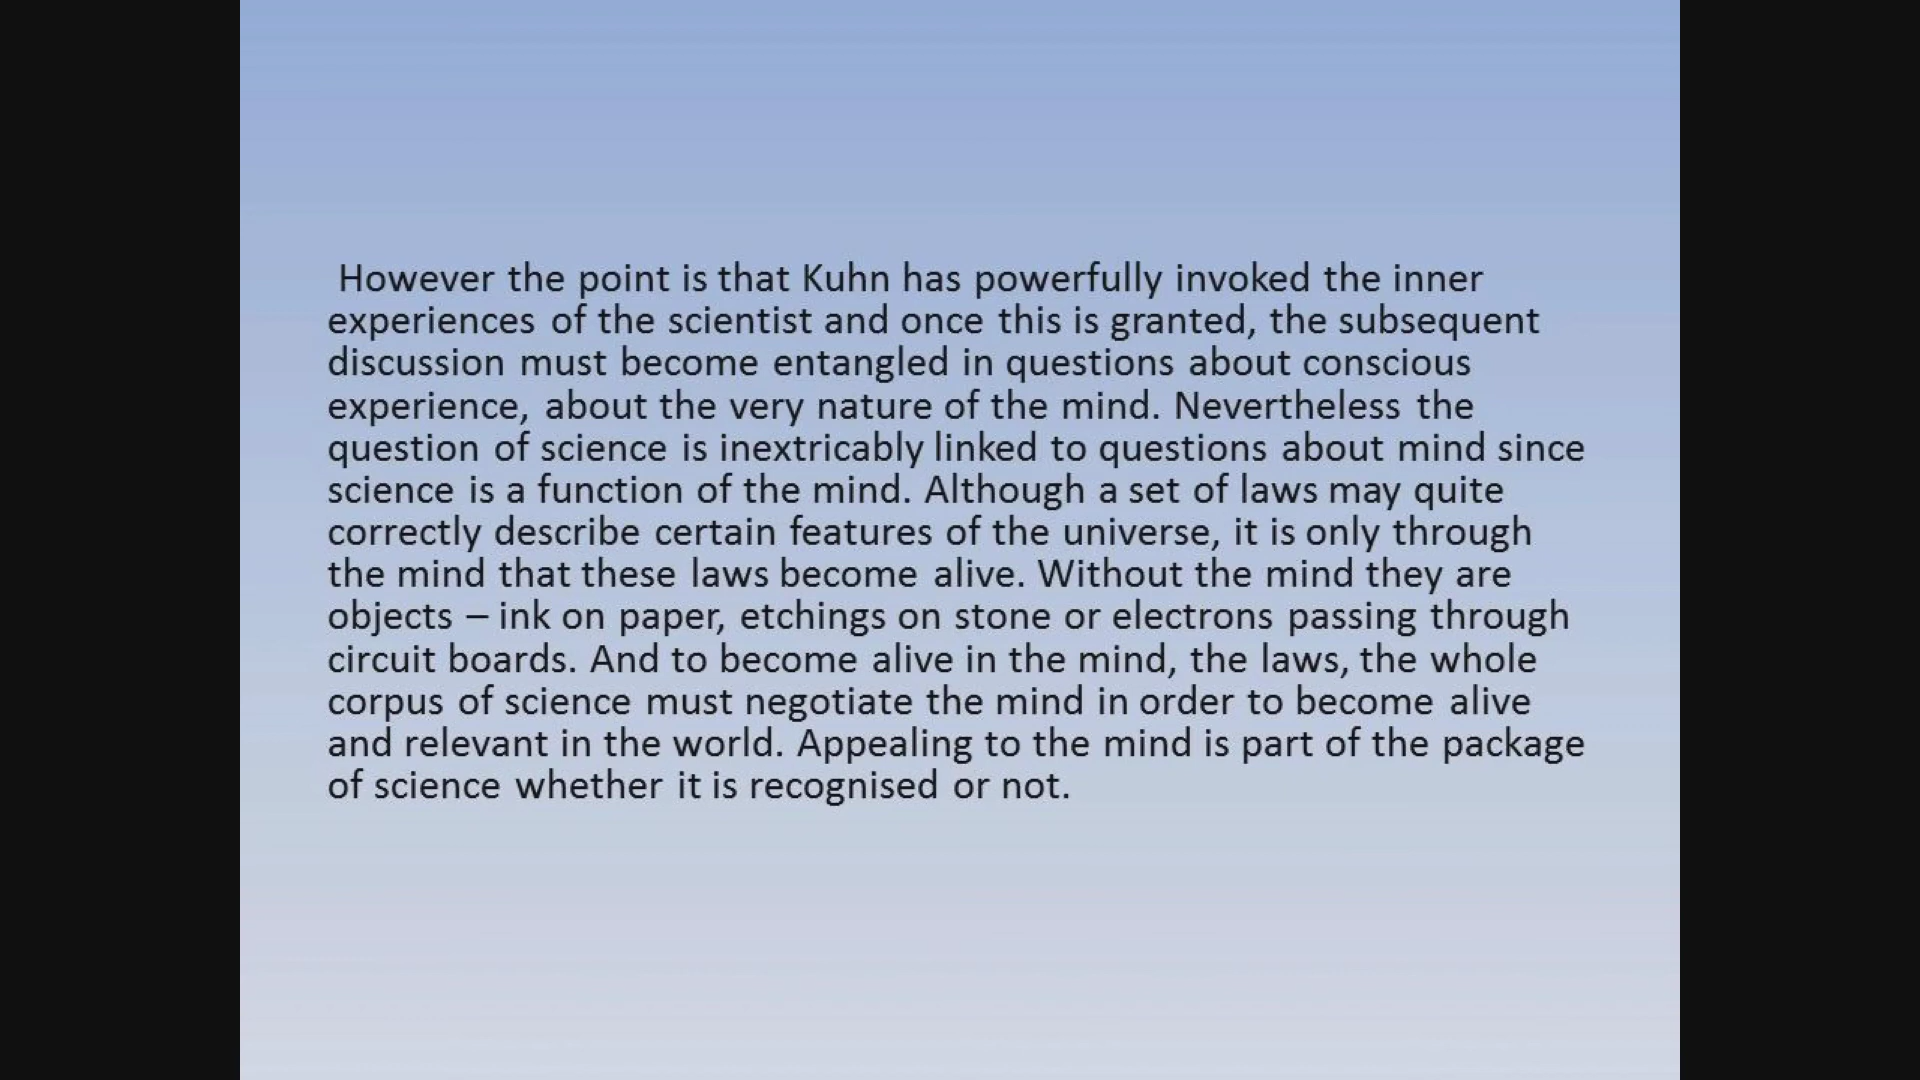 However the point is that Kuhn has powerfully invoked the inner
experiences of the scientist and once this is granted, the subsequent
discussion must become entangled in questions about conscious
experience, about the very nature of the mind. Nevertheless the
question of science is inextricably linked to questions about mind since
science is a function of the mind. Although a set of laws may quite
correctly describe certain features of the universe, it is only through
the mind that these laws become alive. Without the mind they are
objects – ink on paper, etchings on stone or electrons passing through
circuit boards. And to become alive in the mind, the laws, the whole
corpus of science must negotiate the mind in order to become alive
and relevant in the world. Appealing to the mind is part of the package
of science whether it is recognised or not.